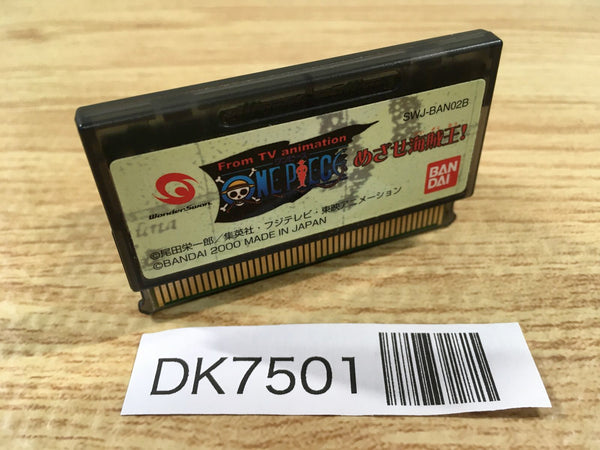 SWJ-BAN02B
From TV animation
ONE PIECE めざせ海賊王!
WonderSwan
BAN
DAI
©尾田栄一郎/集英社・フジテレビ・東映アニメーション
©BANDAI 2000 MADE IN JAPAN
DK7501